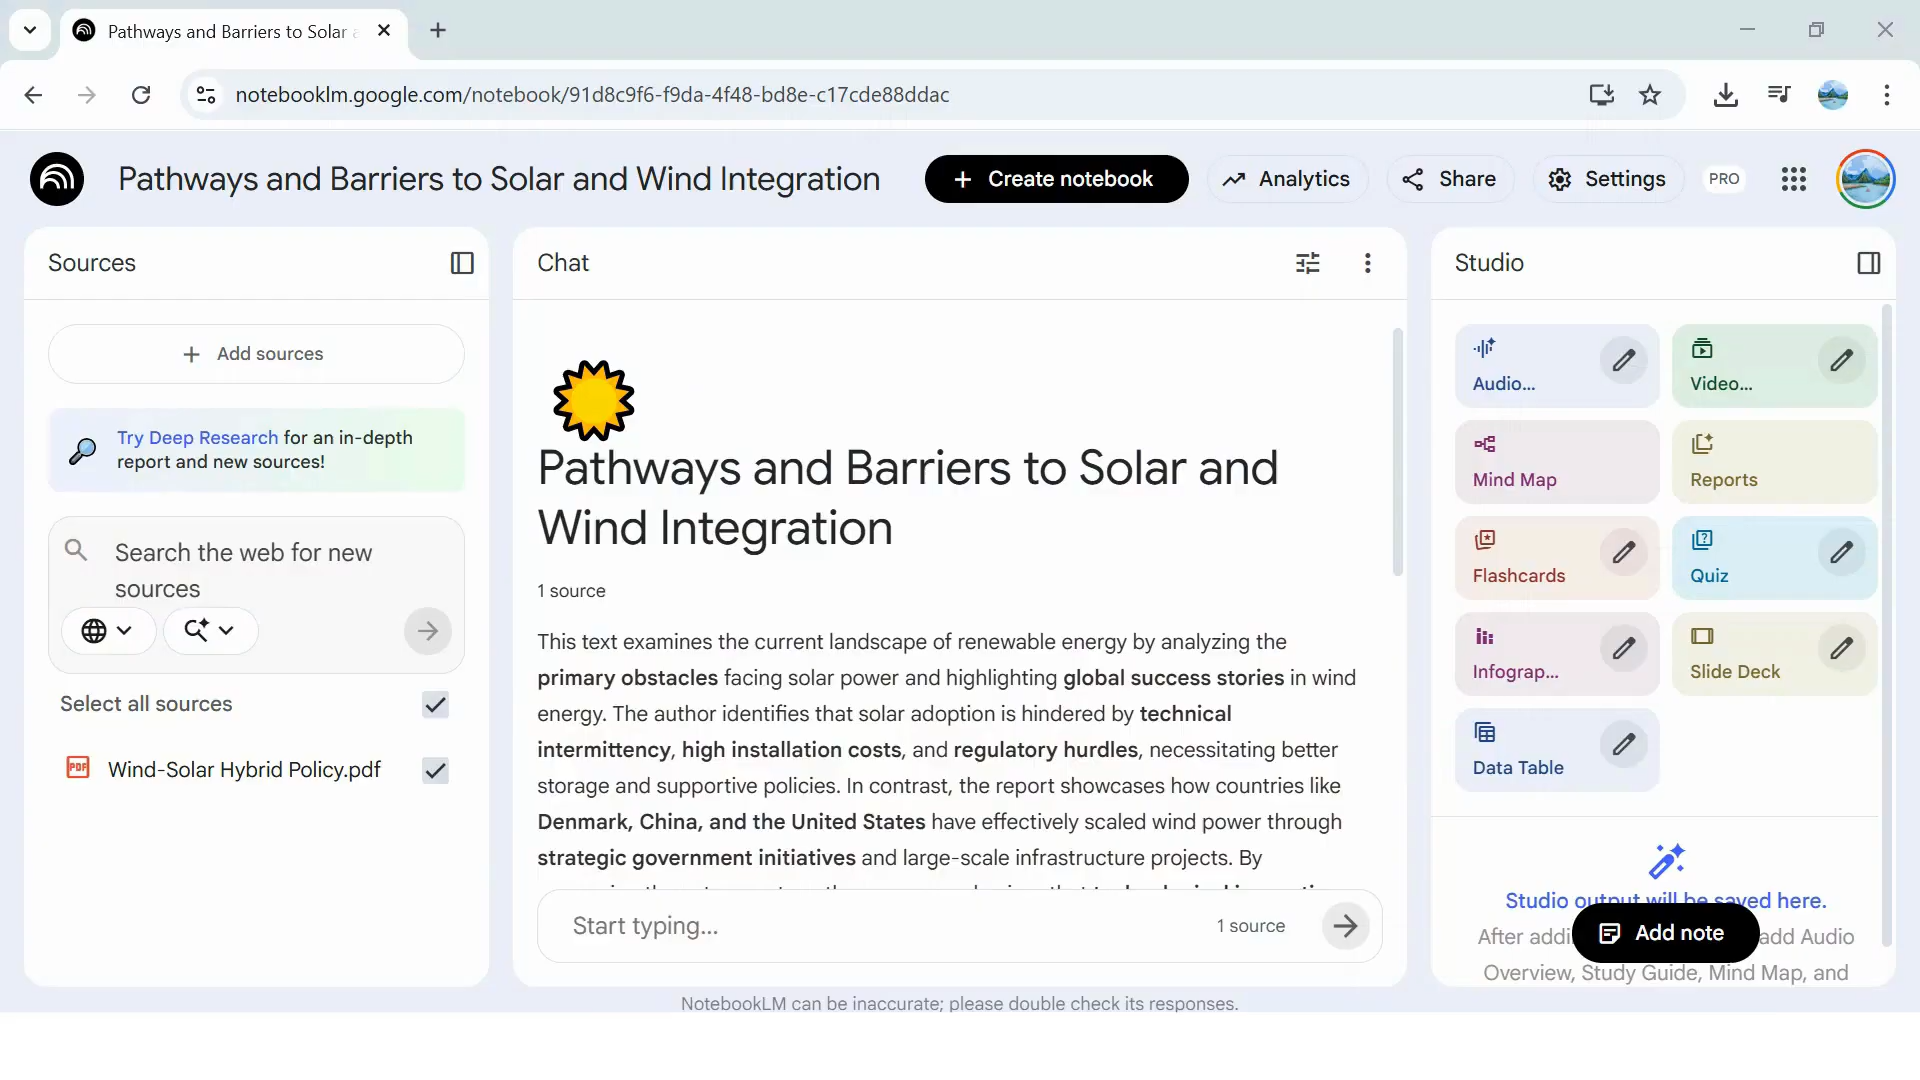 Pathways and Barriers to Solar a
notebooklm.google.com/notebook/91d8c9f6-f9da-4f48-bd8e-c17cde88ddac
Pathways and Barriers to Solar and Wind Integration
Create notebook
Analytics
Share
Settings
PRO
Sources
Add sources
Try Deep Research for an in-depth
report and new sources!
Search the web for new
sources
Select all sources
PDF
Wind-Solar Hybrid Policy.pdf
Chat
Pathways and Barriers to Solar and
Wind Integration
1 source
This text examines the current landscape of renewable energy by analyzing the
primary obstacles facing solar power and highlighting global success stories in wind
energy. The author identifies that solar adoption is hindered by technical
intermittency, high installation costs, and regulatory hurdles, necessitating better
storage and supportive policies. In contrast, the report showcases how countries like
Denmark, China, and the United States have effectively scaled wind power through
strategic government initiatives and large-scale infrastructure projects. By
Start typing...
1 source
NotebookLM can be inaccurate; please double check its responses.
Studio
Audio...
Video...
Mind Map
Reports
Flashcards
Quiz
Infograp...
Slide Deck
Data Table
Studio output will be saved here.
After addi
add Audio
Add note
Overview, Study Guide, Mind Map, and